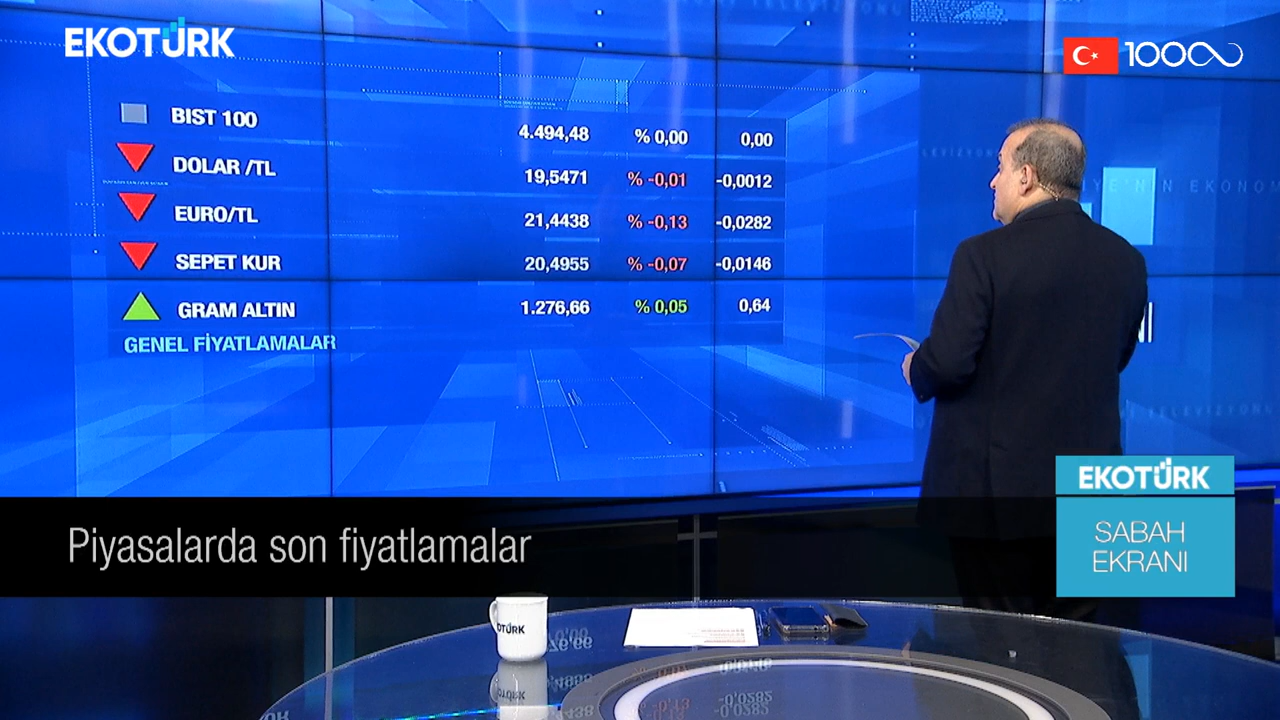 EKOTÜRK
100
BIST 100 4.494,48 % 0,00 0,00
DOLAR /TL 19,5471 % -0,01 -0,0012
EURO/TL 21,4438 % -0,13 -0,0282
SEPET KUR 20,4955 % -0,07 -0,0146
GRAM ALTIN 1.276,66 % 0,05 0,64
GENEL FİYATLAMALAR
EKOTÜRK
SABAH
EKRANI
Piyasalarda son fiyatlamalar
OTÜRK